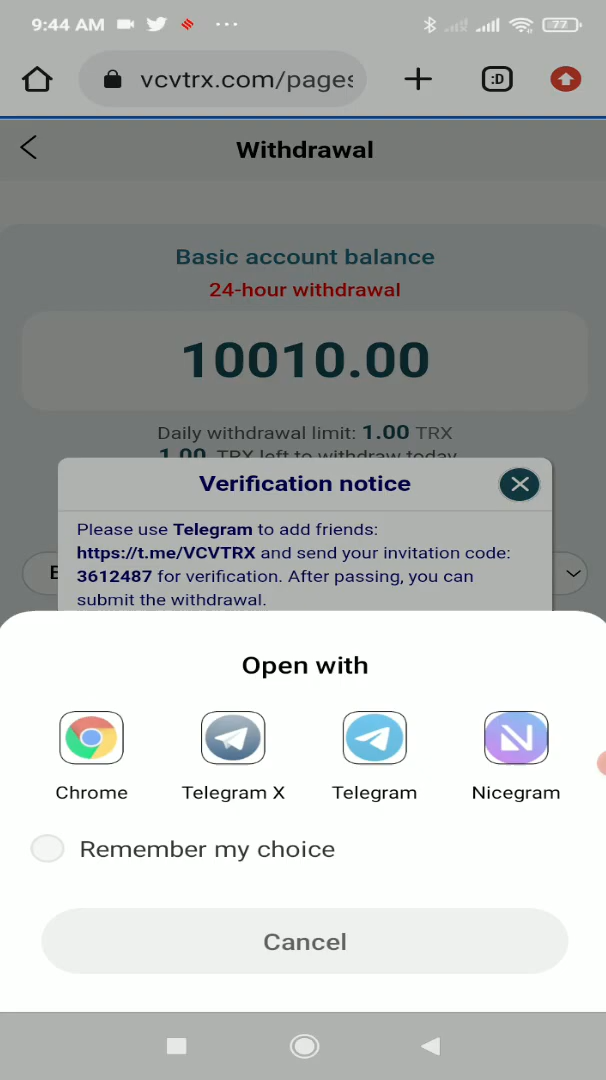 9:44 AM
77
vcvtrx.com/pages
:D
Withdrawal
Basic account balance
24-hour withdrawal
10010.00
Daily withdrawal limit: 1.00 TRX
1.00 TRX left to withdraw today
Verification notice
Please use Telegram to add friends:
https://t.me/VCVTRX and send your invitation code:
3612487 for verification. After passing, you can
submit the withdrawal.
Open with
Chrome
Telegram X
Telegram
Nicegram
Remember my choice
Cancel